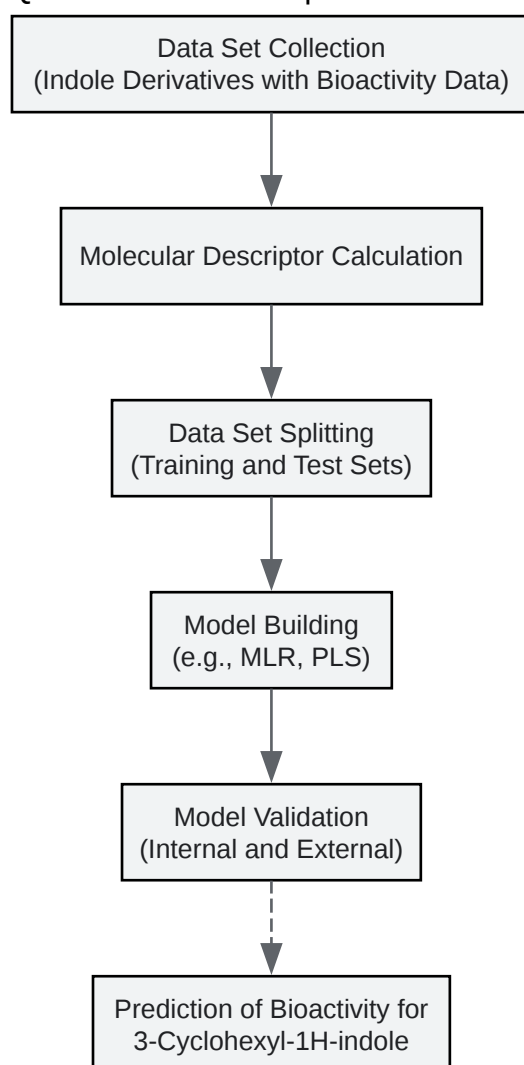 Data Set Collection
(Indole Derivatives with Bioactivity Data)
Molecular Descriptor Calculation
Data Set Splitting
(Training and Test Sets)
Model Building
(e.g., MLR, PLS)
Model Validation
(Internal and External)
Prediction of Bioactivity for
3-Cyclohexyl-1H-indole